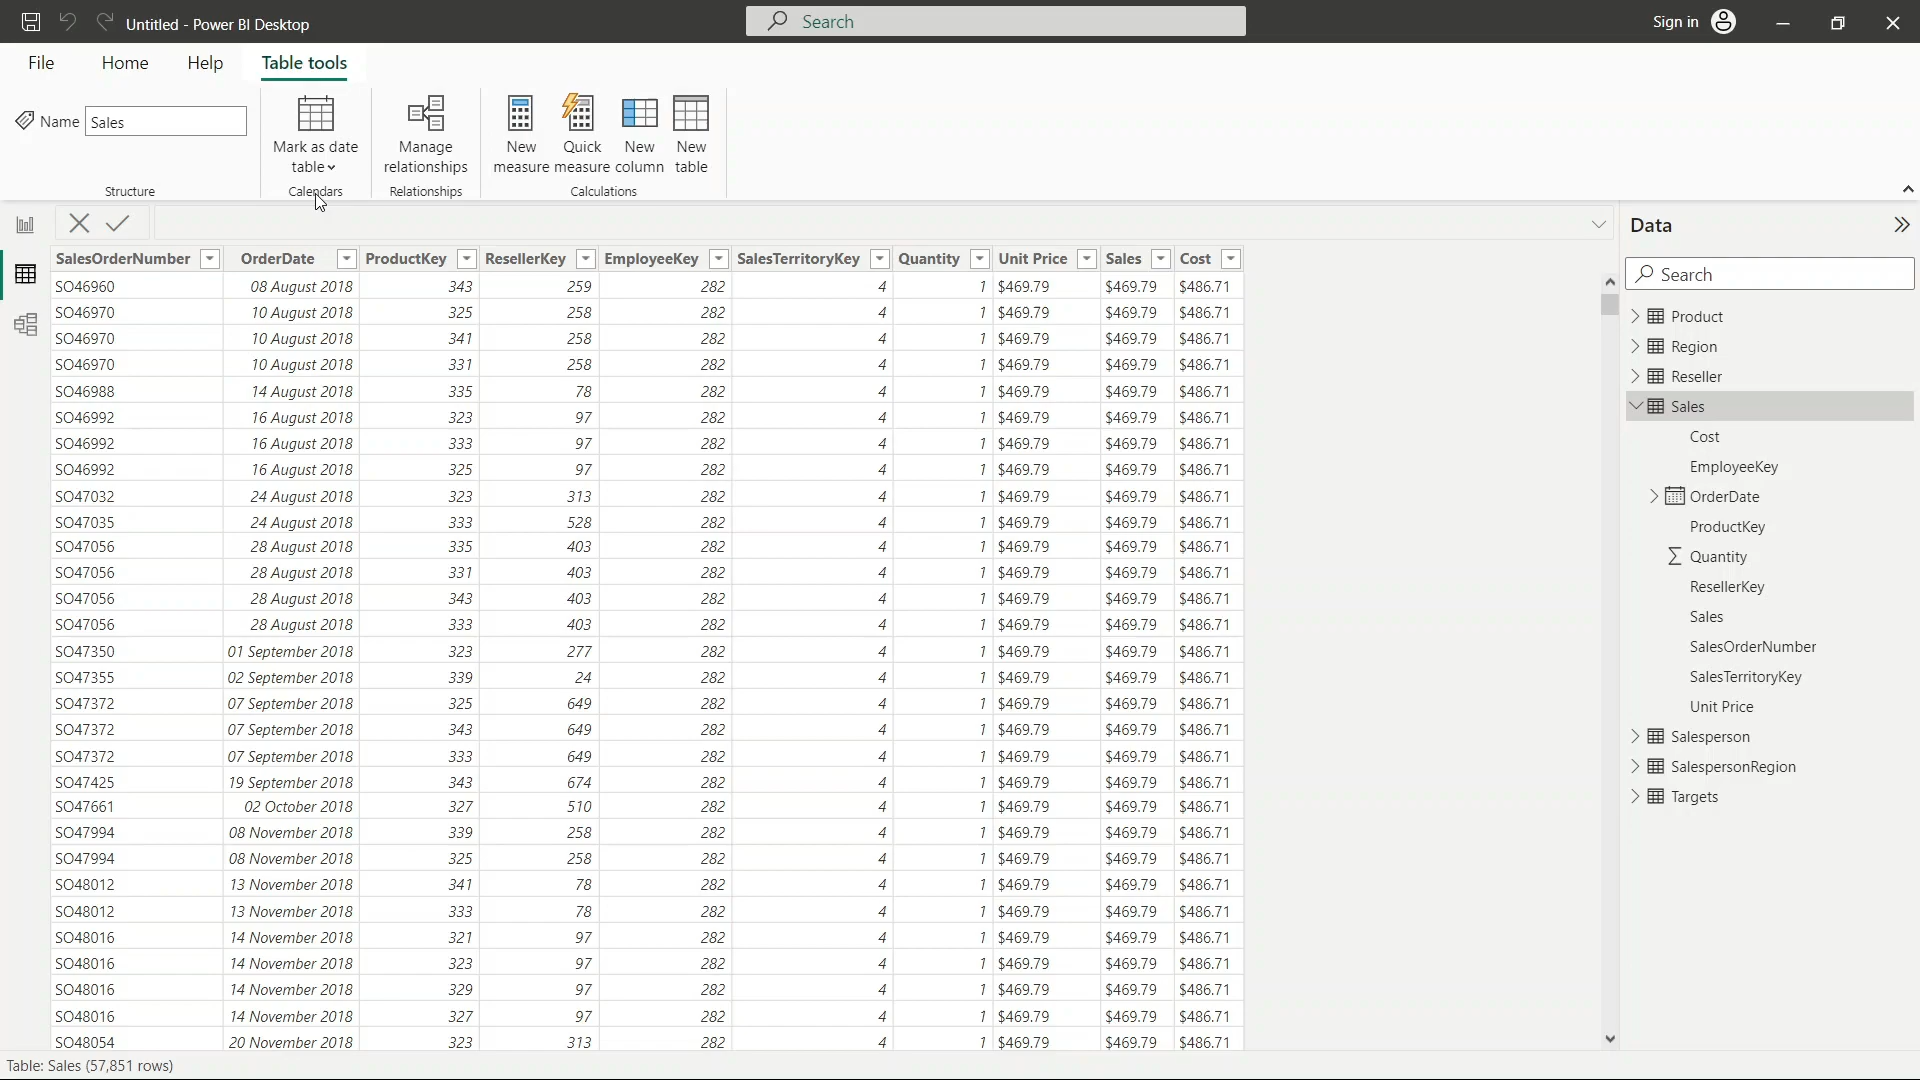 Untitled - Power BI Desktop
Search
Sign in
File
Home
Help
Table tools
Name
Sales
Mark as date table
Manage relationships
New measure
Quick measure
New column
New table
Structure
Calendars
Relationships
Calculations
Data
SalesOrderNumber OrderDate ProductKey ResellerKey EmployeeKey SalesTerritoryKey Quantity Unit Price Sales Cost
SO46960 08 August 2018 343 259 282 4 1 $469.79 $469.79 $486.71
SO46970 10 August 2018 325 258 282 4 1 $469.79 $469.79 $486.71
SO46970 10 August 2018 341 258 282 4 1 $469.79 $469.79 $486.71
SO46970 10 August 2018 331 258 282 4 1 $469.79 $469.79 $486.71
SO46988 14 August 2018 335 78 282 4 1 $469.79 $469.79 $486.71
SO46992 16 August 2018 323 97 282 4 1 $469.79 $469.79 $486.71
SO46992 16 August 2018 333 97 282 4 1 $469.79 $469.79 $486.71
SO46992 16 August 2018 325 97 282 4 1 $469.79 $469.79 $486.71
SO47032 24 August 2018 323 313 282 4 1 $469.79 $469.79 $486.71
SO47035 24 August 2018 333 528 282 4 1 $469.79 $469.79 $486.71
SO47056 28 August 2018 335 403 282 4 1 $469.79 $469.79 $486.71
SO47056 28 August 2018 331 403 282 4 1 $469.79 $469.79 $486.71
SO47056 28 August 2018 343 403 282 4 1 $469.79 $469.79 $486.71
SO47056 28 August 2018 333 403 282 4 1 $469.79 $469.79 $486.71
SO47350 01 September 2018 323 277 282 4 1 $469.79 $469.79 $486.71
SO47355 02 September 2018 339 24 282 4 1 $469.79 $469.79 $486.71
SO47372 07 September 2018 325 649 282 4 1 $469.79 $469.79 $486.71
SO47372 07 September 2018 343 649 282 4 1 $469.79 $469.79 $486.71
SO47372 07 September 2018 333 649 282 4 1 $469.79 $469.79 $486.71
SO47425 19 September 2018 343 674 282 4 1 $469.79 $469.79 $486.71
SO47661 02 October 2018 327 510 282 4 1 $469.79 $469.79 $486.71
SO47994 08 November 2018 339 258 282 4 1 $469.79 $469.79 $486.71
SO47994 08 November 2018 325 258 282 4 1 $469.79 $469.79 $486.71
SO48012 13 November 2018 341 78 282 4 1 $469.79 $469.79 $486.71
SO48012 13 November 2018 333 78 282 4 1 $469.79 $469.79 $486.71
SO48016 14 November 2018 321 97 282 4 1 $469.79 $469.79 $486.71
SO48016 14 November 2018 323 97 282 4 1 $469.79 $469.79 $486.71
SO48016 14 November 2018 329 97 282 4 1 $469.79 $469.79 $486.71
SO48016 14 November 2018 327 97 282 4 1 $469.79 $469.79 $486.71
SO48054 20 November 2018 323 313 282 4 1 $469.79 $469.79 $486.71
Search
Product
Region
Reseller
Sales
Cost
EmployeeKey
OrderDate
ProductKey
Quantity
ResellerKey
Sales
SalesOrderNumber
SalesTerritoryKey
Unit Price
Salesperson
SalespersonRegion
Targets
Table: Sales (57,851 rows)